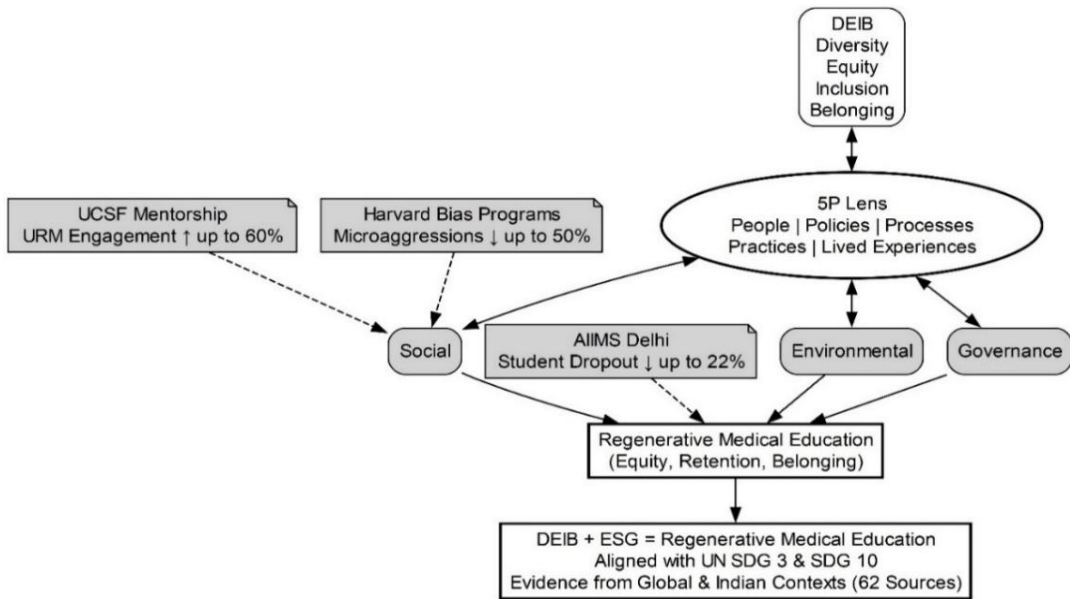 DEIB
Diversity
Equity
Inclusion
Belonging
5P Lens
People | Policies | Processes
Practices | Lived Experiences
UCSF Mentorship
URM Engagement ↑ up to 60%
Harvard Bias Programs
Microaggressions ↓ up to 50%
Social
AIIMS Delhi
Student Dropout ↓ up to 22%
Environmental
Governance
Regenerative Medical Education
(Equity, Retention, Belonging)
DEIB + ESG = Regenerative Medical Education
Aligned with UN SDG 3 & SDG 10
Evidence from Global & Indian Contexts (62 Sources)